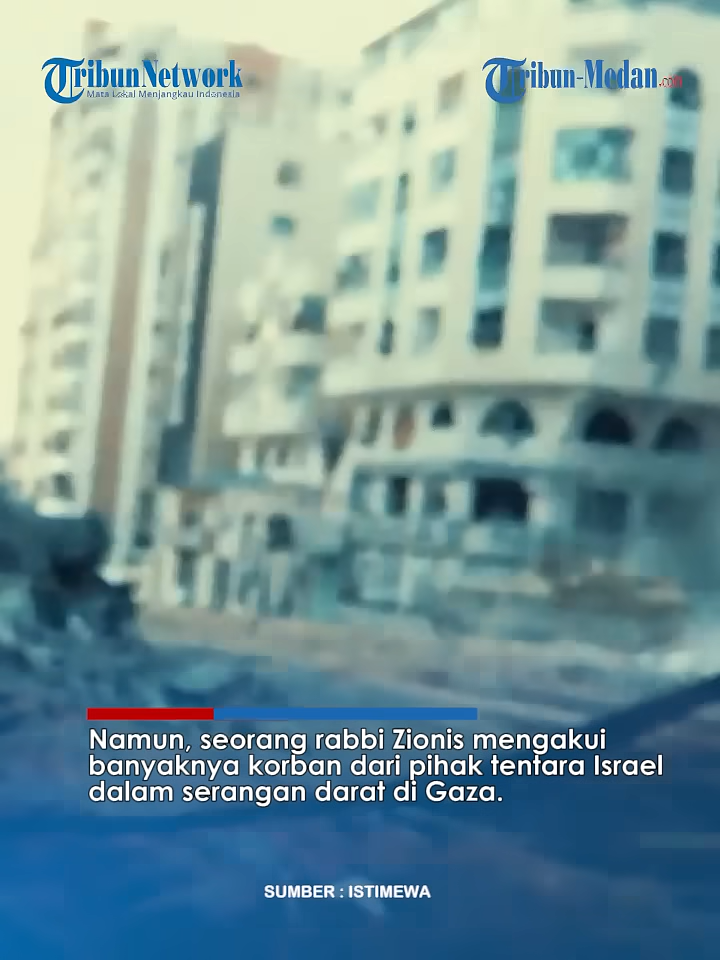 TribunNetwork
Mata Lokal Menjangkau Indonesia
Tribun-Medan.com
Namun, seorang rabbi Zionis mengakui
banyaknya korban dari pihak tentara Israel
dalam serangan darat di Gaza.
SUMBER : ISTIMEWA